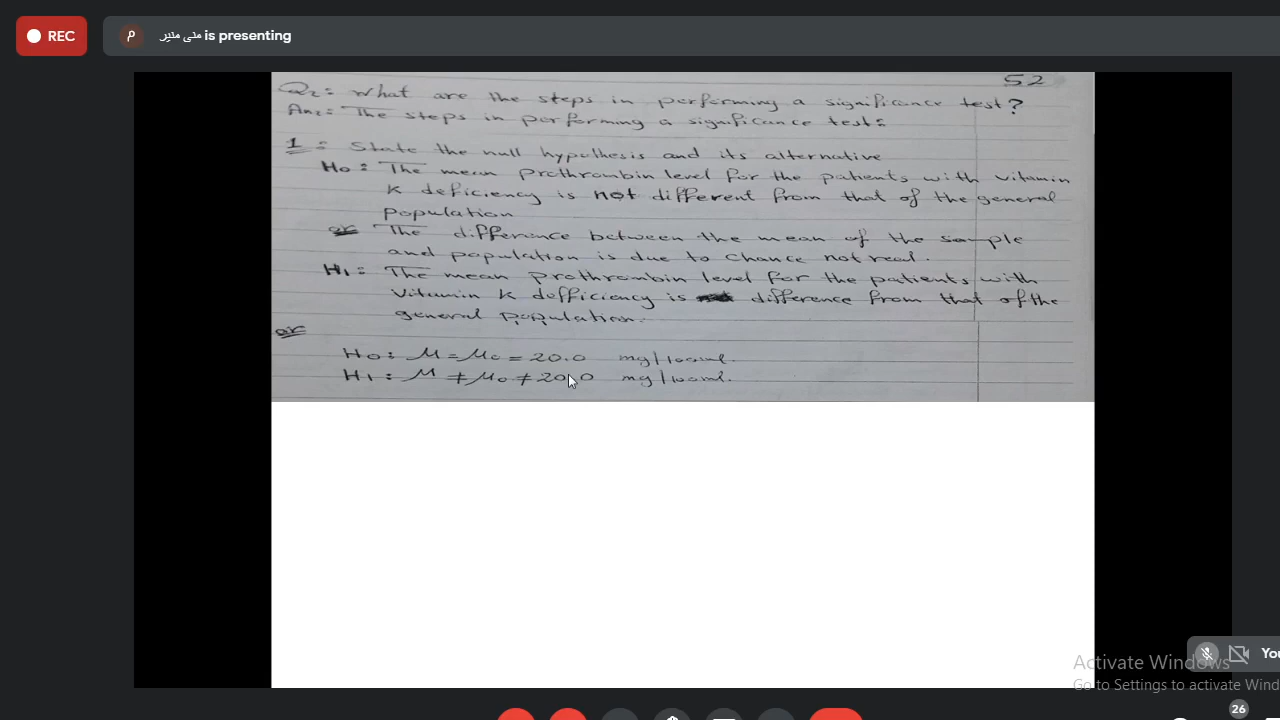 REC
منى منير is presenting
52
Q2: What are the steps in performing a significance test?
Ans: The steps in performing a significance test:
1: State the null hypothesis and its alternative
Ho: The mean prothrombin level for the patients with vitamin
K deficiency is not different from that of the general
population
or The difference between the mean of the sample
and population is due to chance not real.
H1: The mean prothrombin level for the patients with
Vitamin K defficiency is difference from that of the
general population.
or
Ho: M = Mo = 20.0 mg/100ml.
H1: M ≠ Mo ≠ 20.0 mg/100ml.
Activate Windows
Go to Settings to activate Wind
You
26